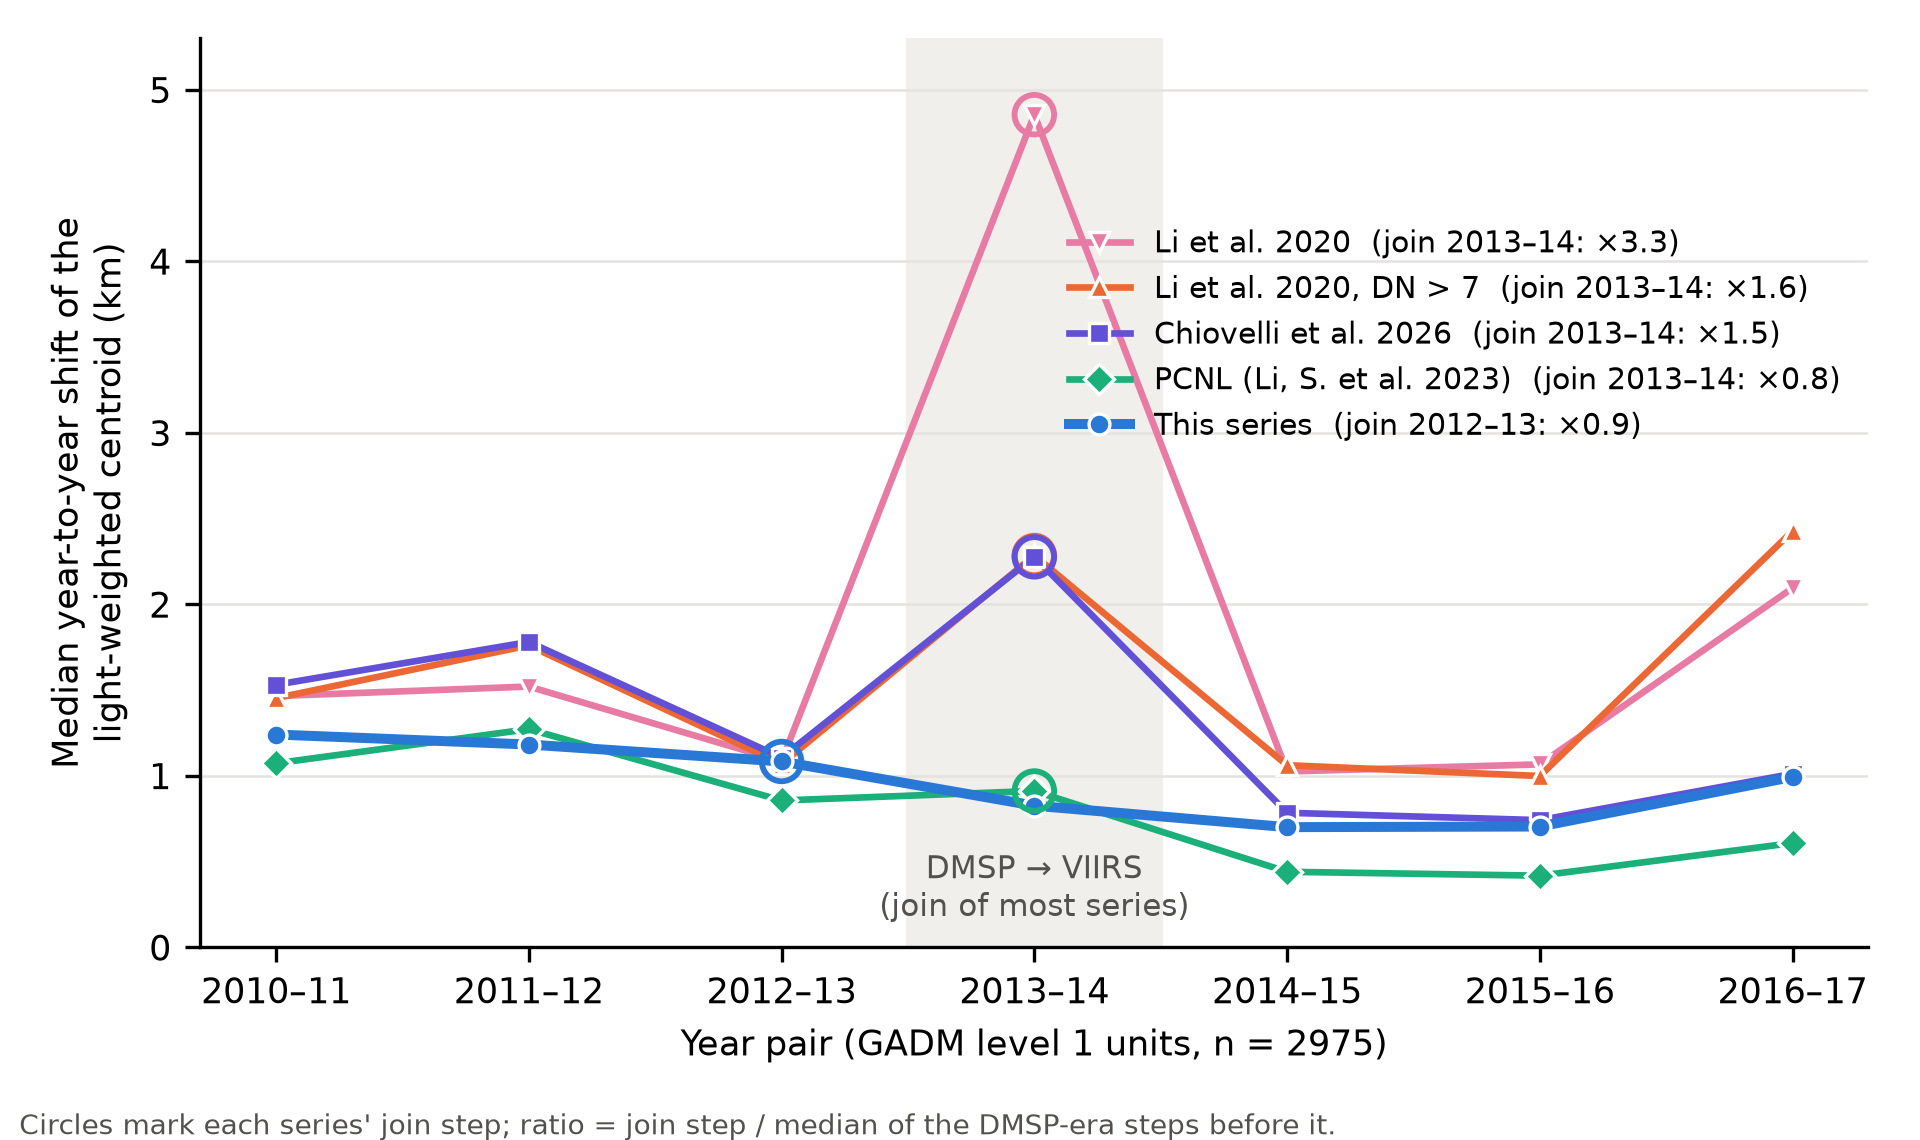 5
4
3
2
1
0
Median year-to-year shift of the
light-weighted centroid (km)
Li et al. 2020 (join 2013–14: ×3.3)
Li et al. 2020, DN > 7 (join 2013–14: ×1.6)
Chiovelli et al. 2026 (join 2013–14: ×1.5)
PCNL (Li, S. et al. 2023) (join 2013–14: ×0.8)
This series (join 2012–13: ×0.9)
DMSP → VIIRS
(join of most series)
2010–11 2011–12 2012–13 2013–14 2014–15 2015–16 2016–17
Year pair (GADM level 1 units, n = 2975)
Circles mark each series' join step; ratio = join step / median of the DMSP-era steps before it.